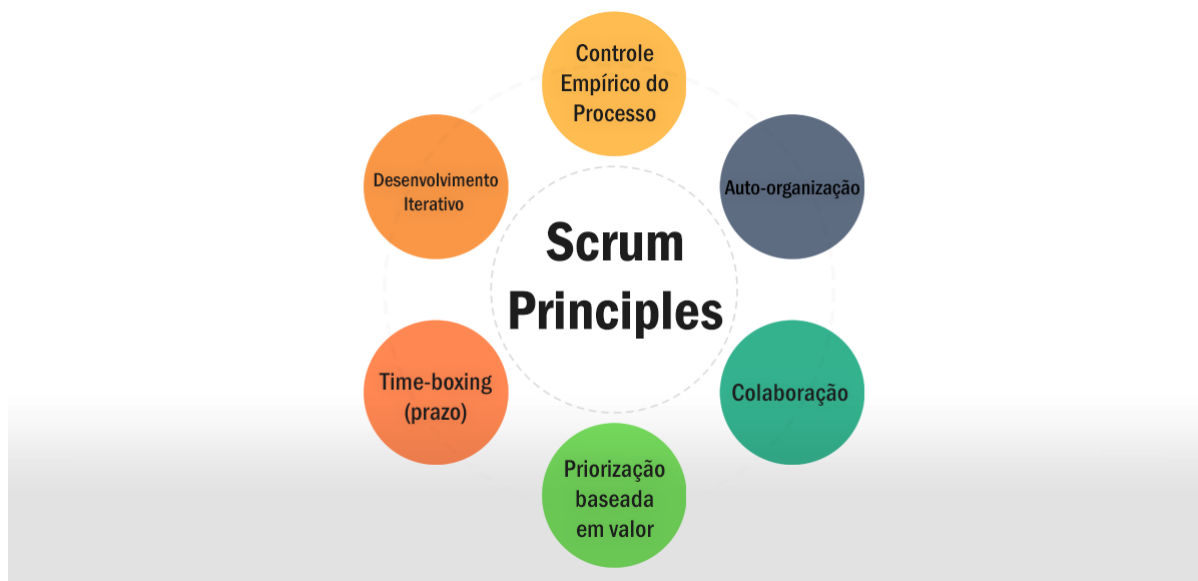 Scrum
Principles
Controle
Empírico do
Processo
Auto-organização
Colaboração
Priorização
baseada
em valor
Time-boxing
(prazo)
Desenvolvimento
Iterativo